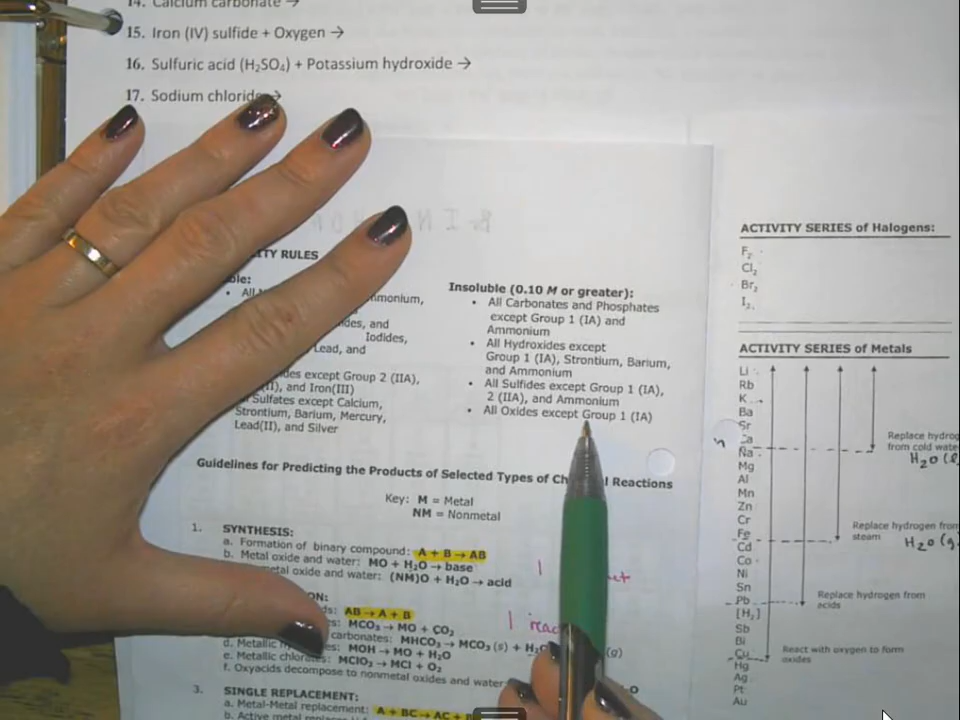 14. Calcium carbonate →
15. Iron (IV) sulfide + Oxygen →
16. Sulfuric acid (H₂SO₄) + Potassium hydroxide →
17. Sodium chloride →
RULES
Lead, and
except Group 2 (IIA),
and Iron(III)
Sulfates except Calcium,
Strontium, Barium, Mercury,
Lead(II), and Silver
Insoluble (0.10 M or greater):
• All Carbonates and Phosphates
except Group 1 (IA) and
Ammonium
• All Hydroxides except
Group 1 (IA), Strontium, Barium,
and Ammonium
• All Sulfides except Group 1 (IA),
2 (IIA), and Ammonium
• All Oxides except Group 1 (IA)
Guidelines for Predicting the Products of Selected Types of Reactions
Key: M = Metal
NM = Nonmetal
1. SYNTHESIS:
a. Formation of binary compound: A + B → AB
b. Metal oxide and water: MO + H₂O → base
oxide and water: (NM)O + H₂O → acid
AB → A + B
MCO₃ → MO + CO₂
carbonates: MHCO₃ → MCO₃ (s) +
(g)
MOH → MO + H₂O
e. Metallic chlorates: MClO₃ → MCl + O₂
f. Oxyacids decompose to nonmetal oxides and water
3. SINGLE REPLACEMENT:
a. Metal-Metal replacement: A + BC → AC +
b. Active metal
ACTIVITY SERIES of Halogens:
F₂
Cl₂
Br₂
I₂
ACTIVITY SERIES of Metals
Li
Rb
K
Ba
Sr
Ca
Na
Mg
Al
Mn
Zn
Cr
Fe
Cd
Co
Ni
Sn
Pb
[H₂]
Sb
Bi
Cu
Hg
Ag
Pt
Au
Replace
from cold
H₂O
Replace hydrogen from
steam
H₂O (g
Replace hydrogen from
acids
React with oxygen to form
oxides